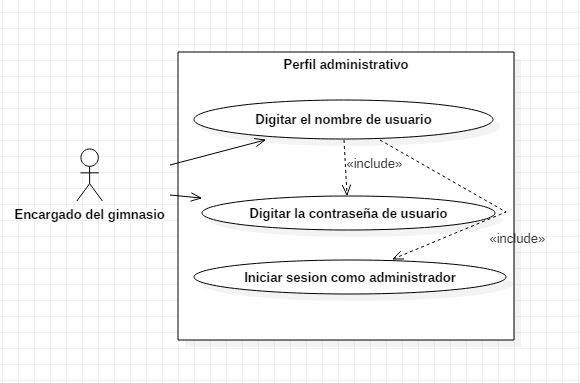 Perfil administrativo
Digitar el nombre de usuario
«include»
Encargado del gimnasio
Digitar la contraseña de usuario
«include»
Iniciar sesion como administrador